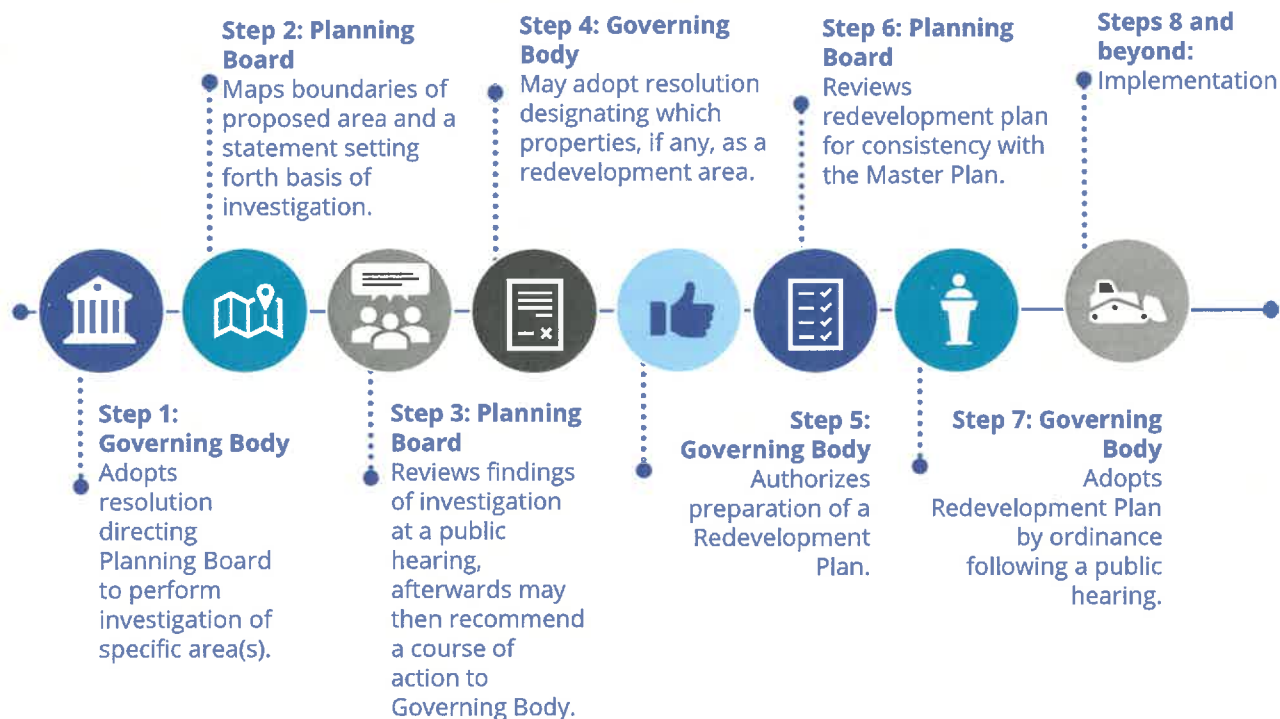 Step 1:
Governing Body
Adopts
resolution
directing
Planning Board
to perform
investigation of
specific area(s).
Step 2: Planning
Board
Maps boundaries of
proposed area and a
statement setting
forth basis of
investigation.
Step 3: Planning
Board
Reviews findings
of investigation
at a public
hearing,
afterwards may
then recommend
a course of
action to
Governing Body.
Step 4: Governing
Body
May adopt resolution
designating which
properties, if any, as a
redevelopment area.
Step 5:
Governing Body
Authorizes
preparation of a
Redevelopment
Plan.
Step 6: Planning
Board
Reviews
redevelopment plan
for consistency with
the Master Plan.
Step 7: Governing
Body
Adopts
Redevelopment Plan
by ordinance
following a public
hearing.
Steps 8 and
beyond:
Implementation